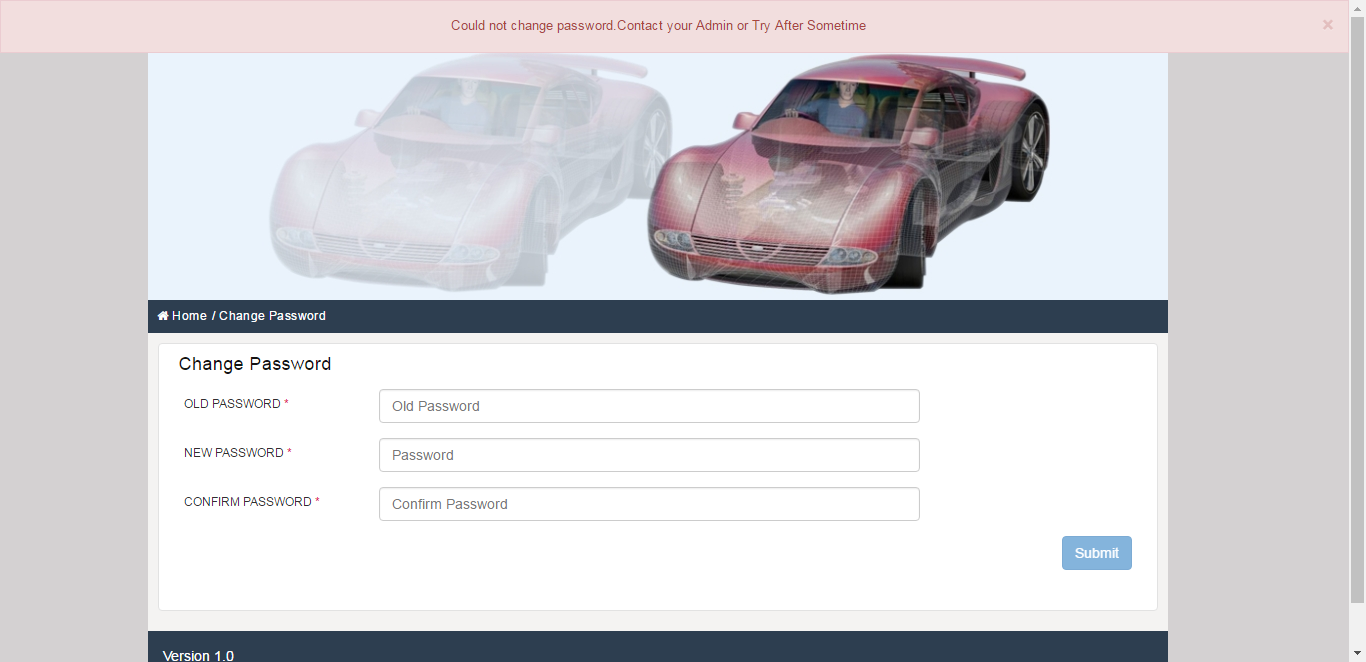 Could not change password.Contact your Admin or Try After Sometime
×
Home / Change Password
Change Password
OLD PASSWORD *
Old Password
NEW PASSWORD *
Password
CONFIRM PASSWORD *
Confirm Password
Submit
Version 1.0